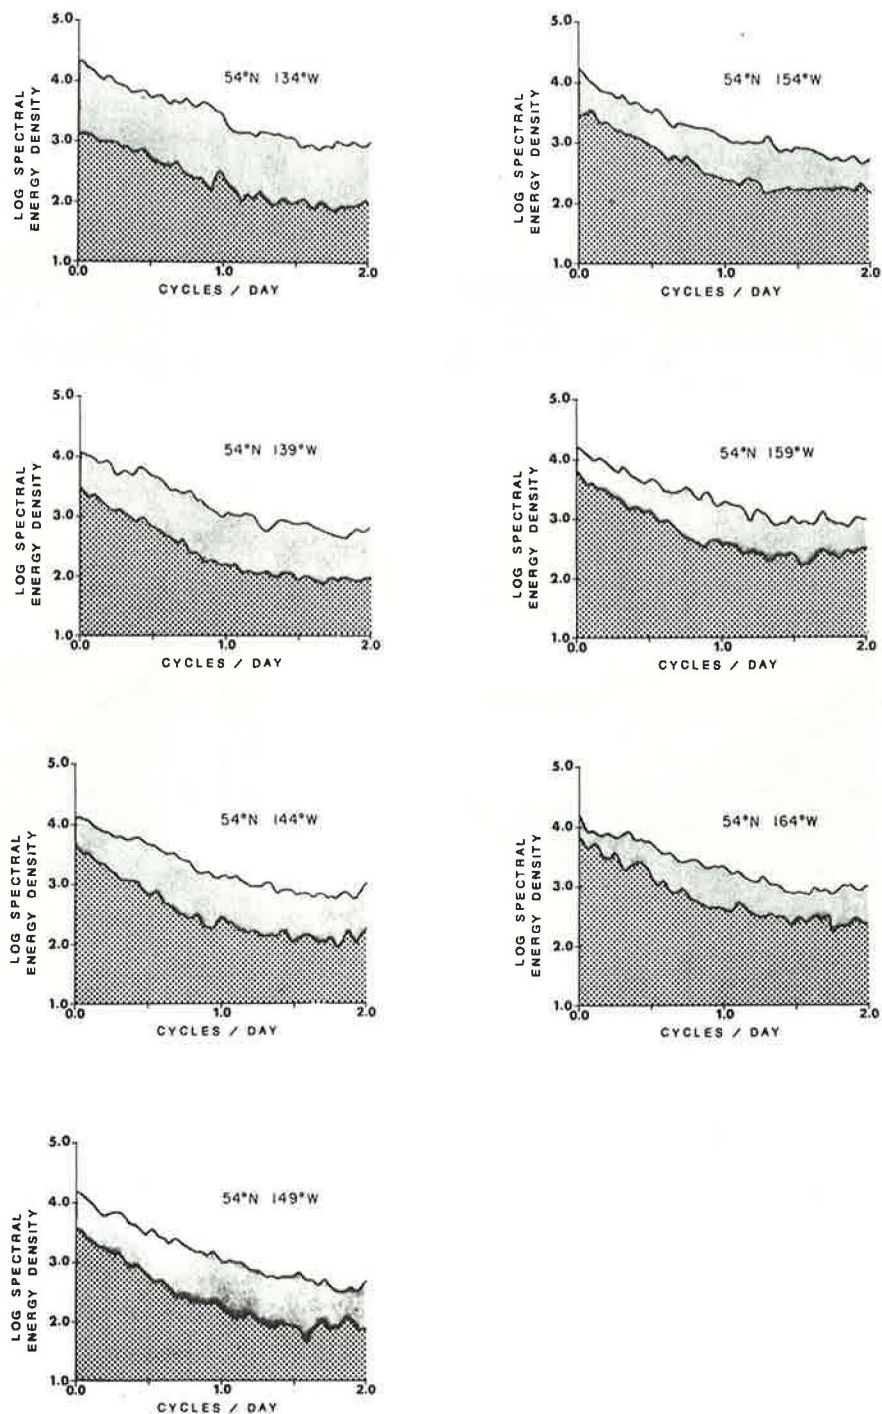 5.0
4.0
3.0
2.0
1.0
LOG SPECTRAL
ENERGY DENSITY
54°N 134°W
0.0 1.0 2.0
CYCLES / DAY
5.0
4.0
3.0
2.0
1.0
LOG SPECTRAL
ENERGY DENSITY
54°N 154°W
0.0 1.0 2.0
CYCLES / DAY
5.0
4.0
3.0
2.0
1.0
LOG SPECTRAL
ENERGY DENSITY
54°N 139°W
0.0 1.0 2.0
CYCLES / DAY
5.0
4.0
3.0
2.0
1.0
LOG SPECTRAL
ENERGY DENSITY
54°N 159°W
0.0 1.0 2.0
CYCLES / DAY
5.0
4.0
3.0
2.0
1.0
LOG SPECTRAL
ENERGY DENSITY
54°N 144°W
0.0 1.0 2.0
CYCLES / DAY
5.0
4.0
3.0
2.0
1.0
LOG SPECTRAL
ENERGY DENSITY
54°N 164°W
0.0 1.0 2.0
CYCLES / DAY
5.0
4.0
3.0
2.0
1.0
LOG SPECTRAL
ENERGY DENSITY
54°N 149°W
0.0 1.0 2.0
CYCLES / DAY